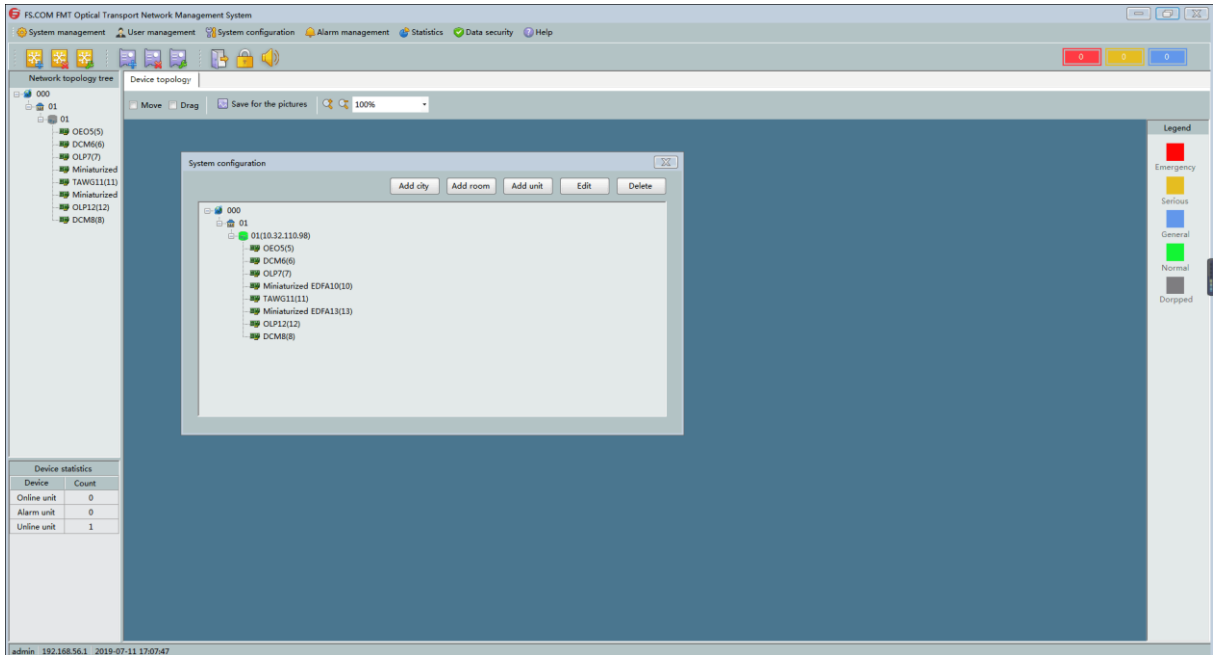 FS.COM FMT Optical Transport Network Management System
System management User management System configuration Alarm management Statistics Data security Help
0 0 0
Network topology tree
Device topology
000
01
01
OEO5(5)
DCM6(6)
OLP7(7)
Miniaturized
TAWG11(11)
Miniaturized
OLP12(12)
DCM8(8)
Move Drag Save for the pictures 100%
System configuration
Add city Add room Add unit Edit Delete
000
01
01(10.32.110.98)
OEO5(5)
DCM6(6)
OLP7(7)
Miniaturized EDFA10(10)
TAWG11(11)
Miniaturized EDFA13(13)
OLP12(12)
DCM8(8)
Legend
Emergency
Serious
General
Normal
Dorpped
Device statistics
Device Count
Online unit 0
Alarm unit 0
Unline unit 1
admin 192.168.56.1 2019-07-11 17:07:47